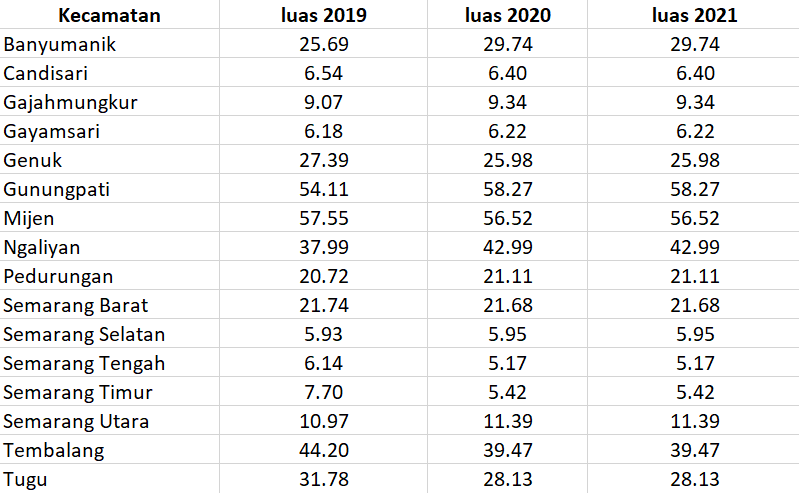 Kecamatan luas 2019 luas 2020 luas 2021
Banyumanik 25.69 29.74 29.74
Candisari 6.54 6.40 6.40
Gajahmungkur 9.07 9.34 9.34
Gayamsari 6.18 6.22 6.22
Genuk 27.39 25.98 25.98
Gunungpati 54.11 58.27 58.27
Mijen 57.55 56.52 56.52
Ngaliyan 37.99 42.99 42.99
Pedurungan 20.72 21.11 21.11
Semarang Barat 21.74 21.68 21.68
Semarang Selatan 5.93 5.95 5.95
Semarang Tengah 6.14 5.17 5.17
Semarang Timur 7.70 5.42 5.42
Semarang Utara 10.97 11.39 11.39
Tembalang 44.20 39.47 39.47
Tugu 31.78 28.13 28.13